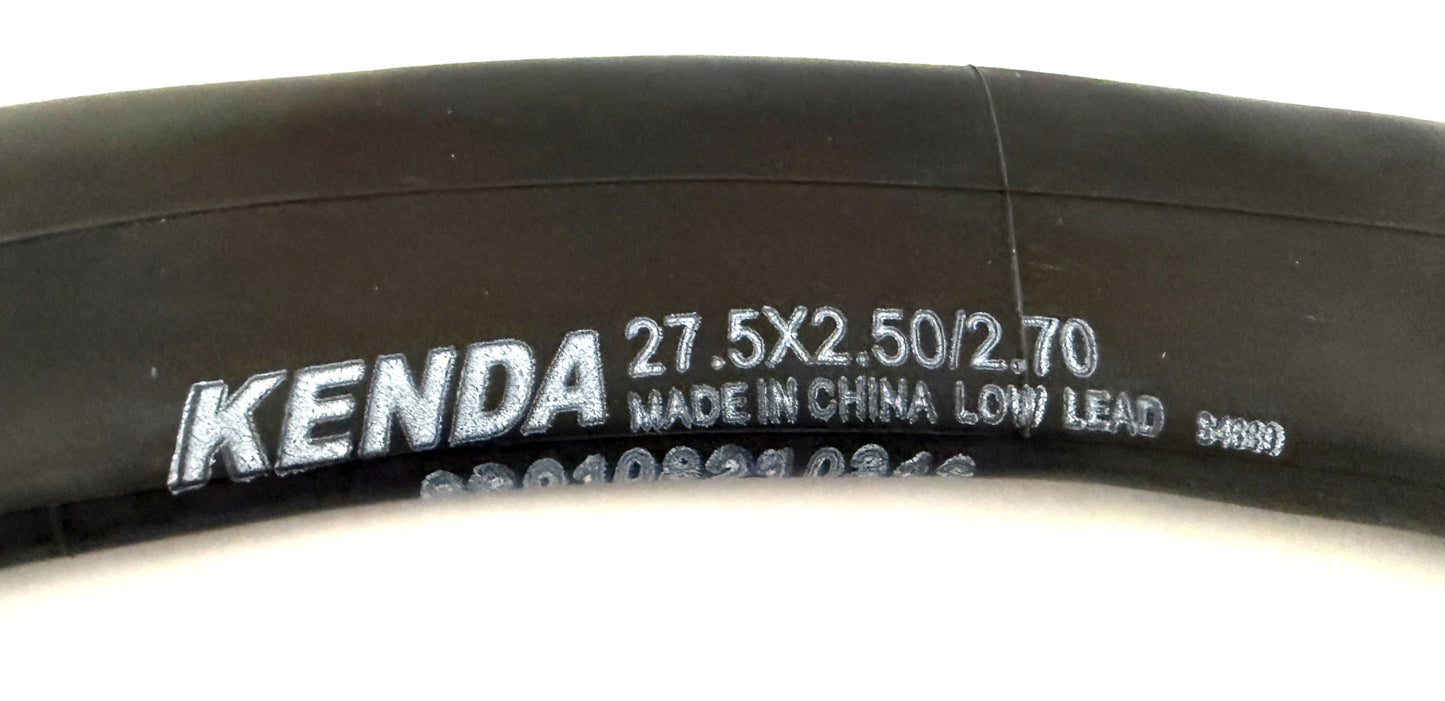 KENDA
27.5X2.50/2.70
MADE IN CHINA LOW LEAD